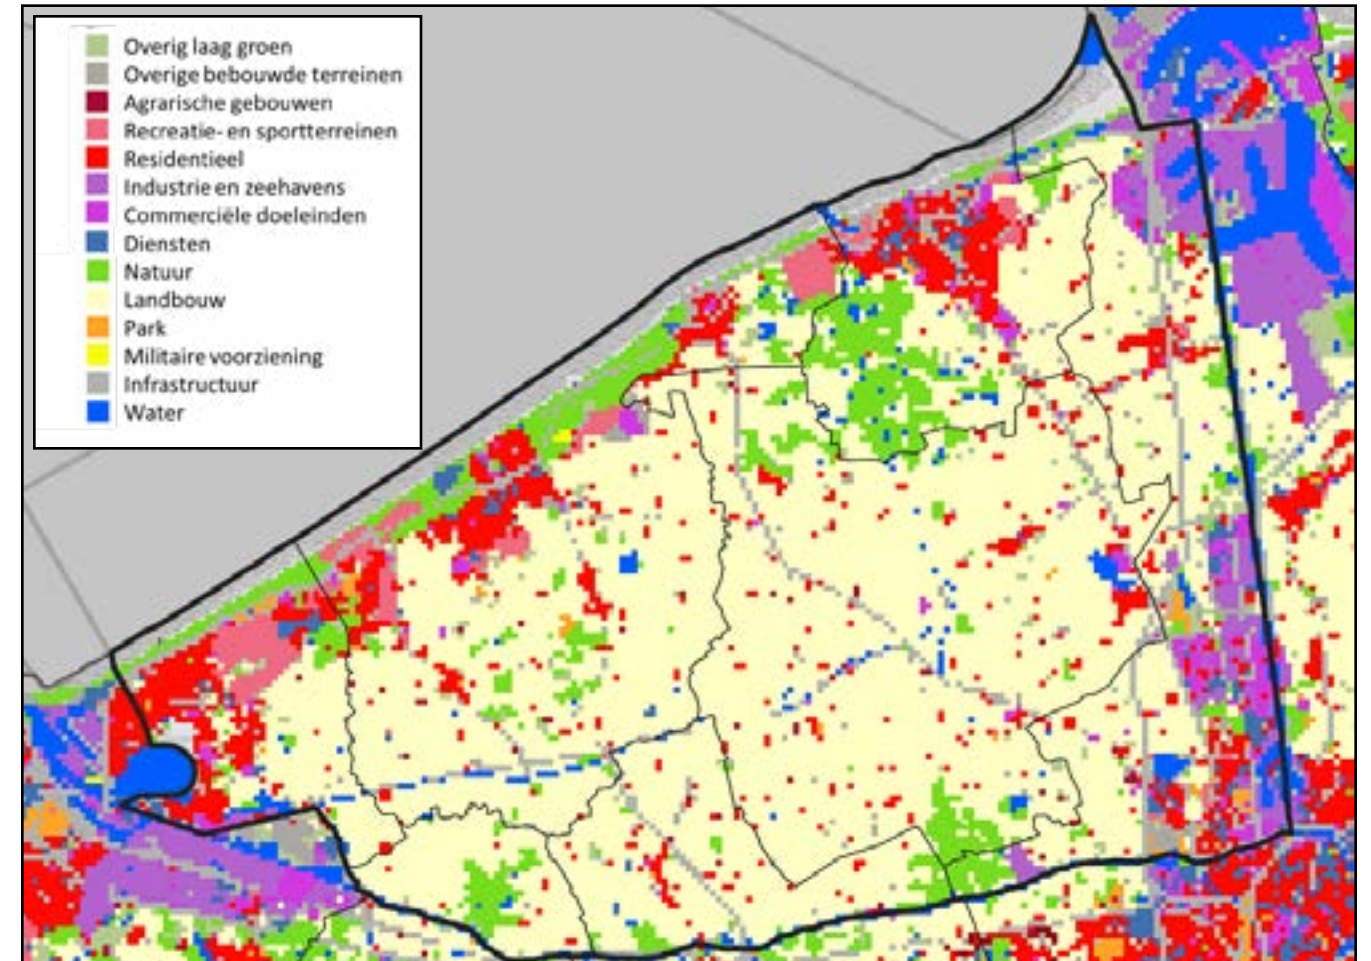 Overig laag groen
Overige bebouwde terreinen
Agrarische gebouwen
Recreatie- en sportterreinen
Residentieel
Industrie en zeehavens
Commerciële doeleinden
Diensten
Natuur
Landbouw
Park
Militaire voorziening
Infrastructuur
Water